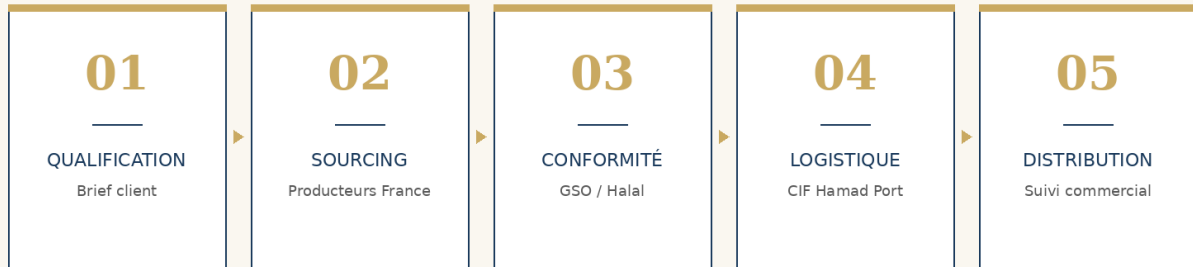 01
QUALIFICATION
Brief client
02
SOURCING
Producteurs France
03
CONFORMITÉ
GSO / Halal
04
LOGISTIQUE
CIF Hamad Port
05
DISTRIBUTION
Suivi commercial